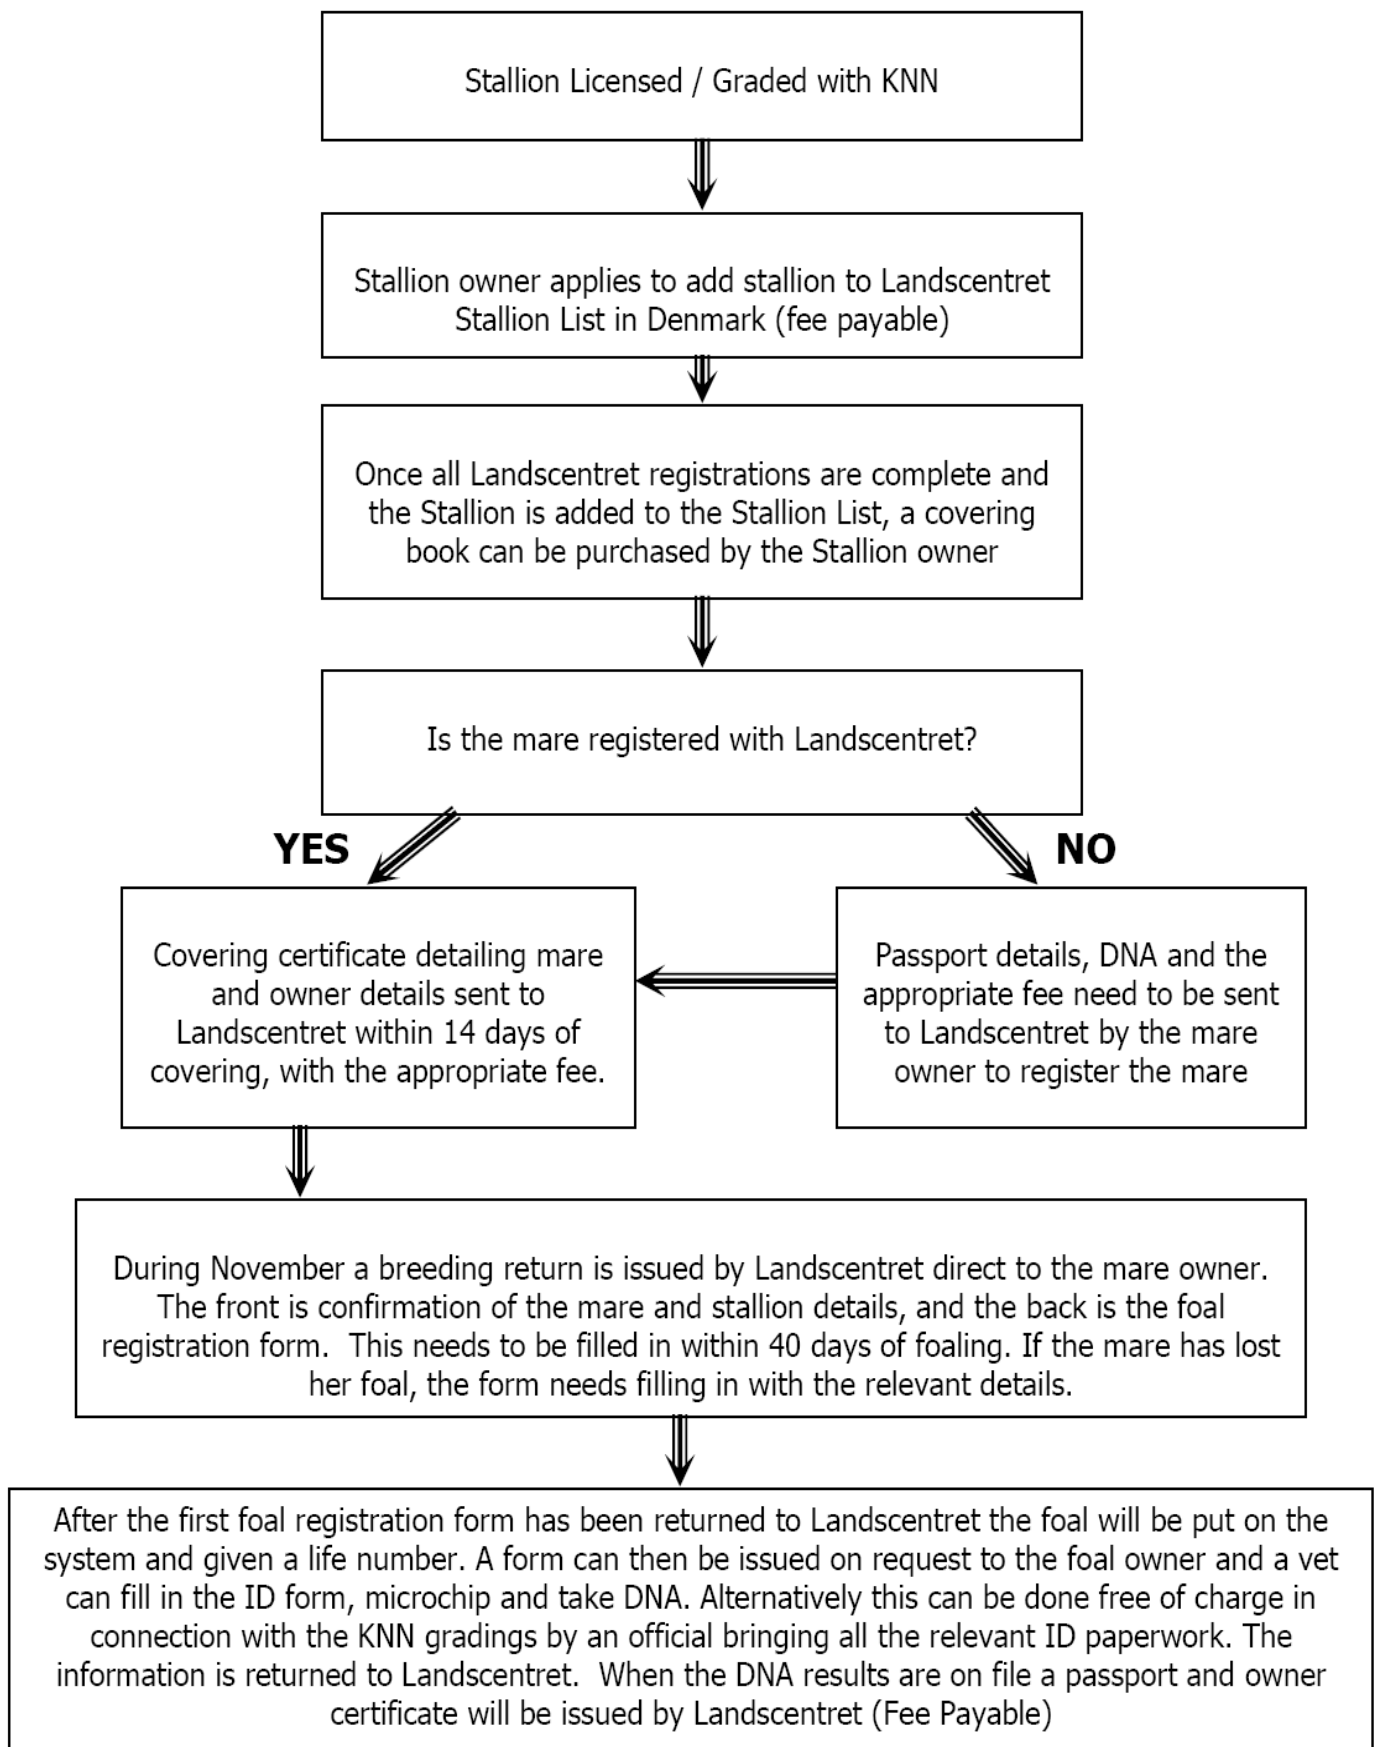 Stallion Licensed / Graded with KNN
Stallion owner applies to add stallion to Landscentret
Stallion List in Denmark (fee payable)
Once all Landscentret registrations are complete and
the Stallion is added to the Stallion List, a covering
book can be purchased by the Stallion owner
Is the mare registered with Landscentret?
YES
NO
Covering certificate detailing mare
and owner details sent to
Landscentret within 14 days of
covering, with the appropriate fee.
Passport details, DNA and the
appropriate fee need to be sent
to Landscentret by the mare
owner to register the mare
During November a breeding return is issued by Landscentret direct to the mare owner.
The front is confirmation of the mare and stallion details, and the back is the foal
registration form.  This needs to be filled in within 40 days of foaling. If the mare has lost
her foal, the form needs filling in with the relevant details.
After the first foal registration form has been returned to Landscentret the foal will be put on the
system and given a life number. A form can then be issued on request to the foal owner and a vet
can fill in the ID form, microchip and take DNA. Alternatively this can be done free of charge in
connection with the KNN gradings by an official bringing all the relevant ID paperwork. The
information is returned to Landscentret.  When the DNA results are on file a passport and owner
certificate will be issued by Landscentret (Fee Payable)